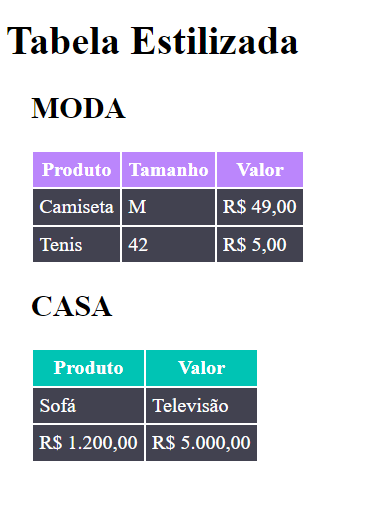 Tabela Estilizada
MODA
Produto Tamanho Valor
Camiseta M R$ 49,00
Tenis 42 R$ 5,00
CASA
Produto Valor
Sofá Televisão
R$ 1.200,00 R$ 5.000,00